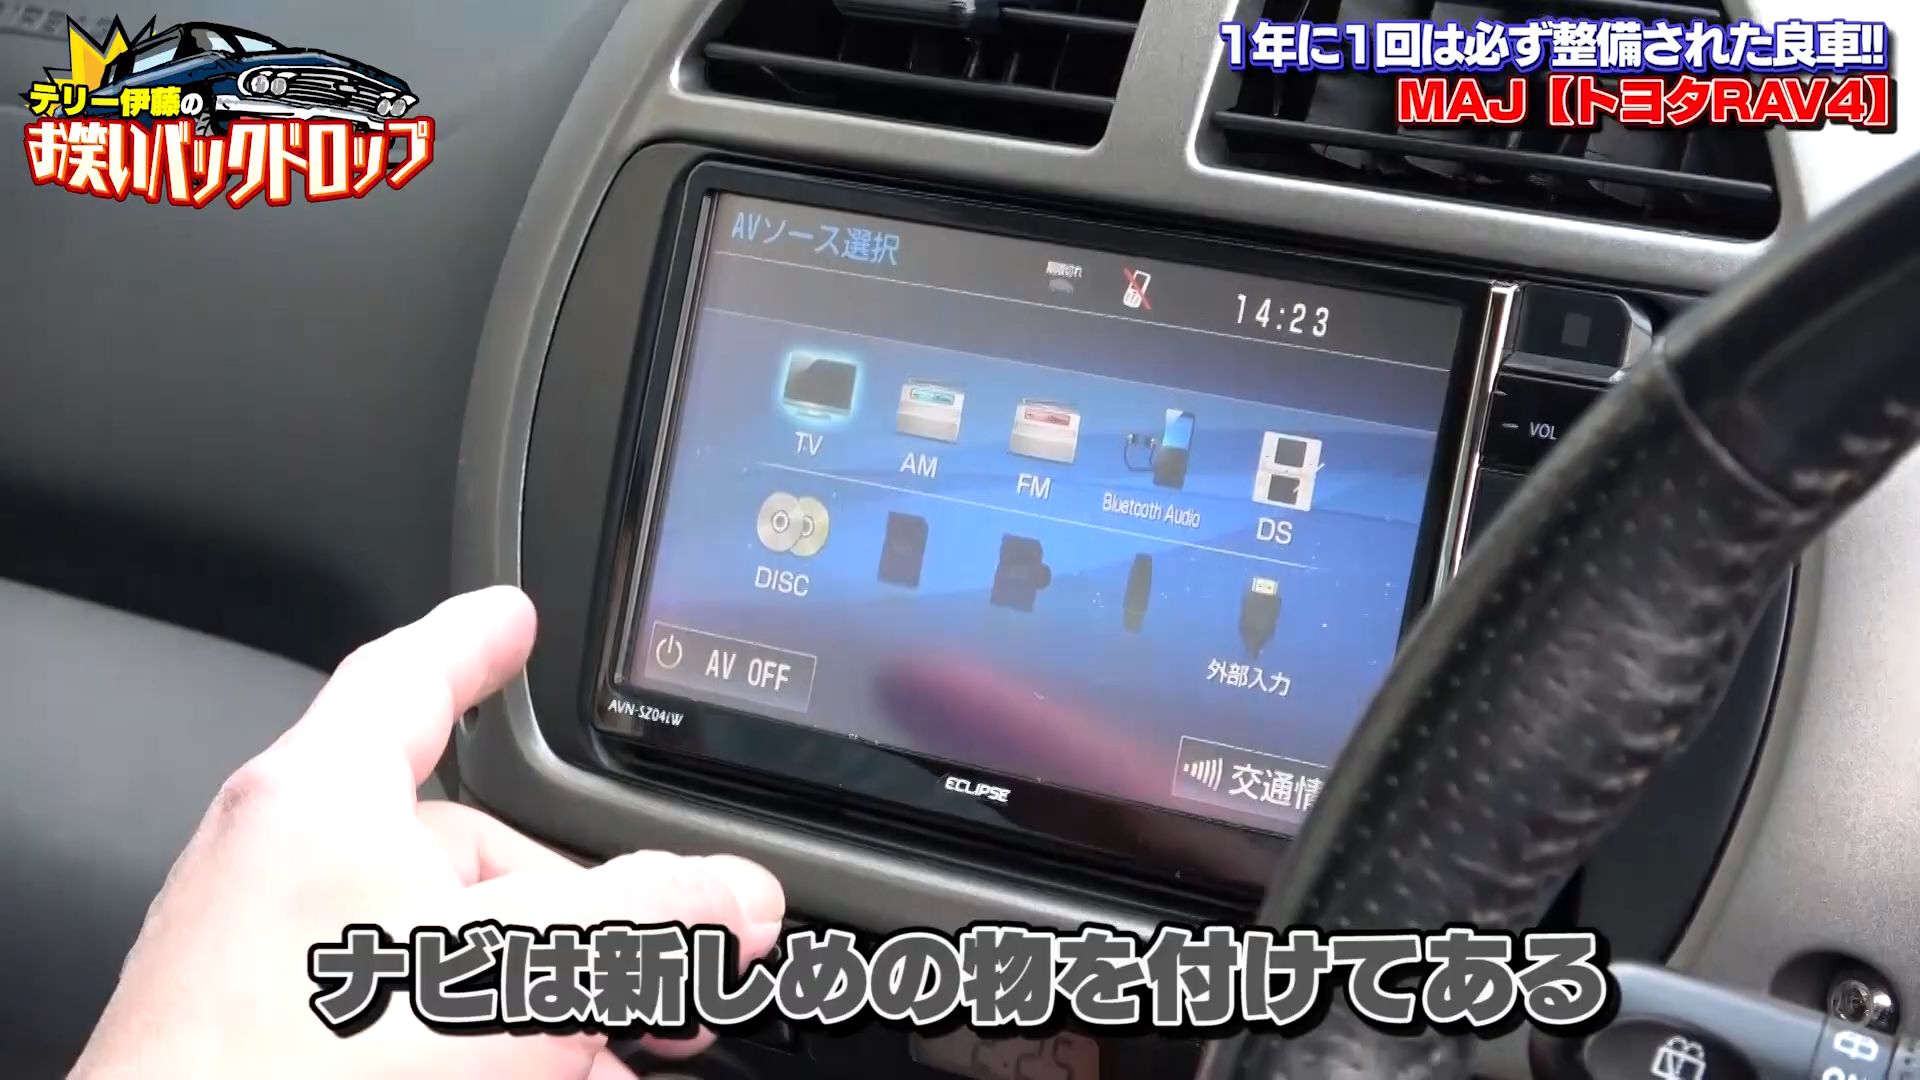 テリー伊藤の
お笑いバックドロップ
1年に1回は必ず整備された良車!!
MAJ【トヨタRAV4】
AVソース選択
14:23
TV
AM
FM
Bluetooth Audio
DS
DISC
外部入力
AV OFF
交通情
VOL
AVN-SZ04iW
ECLIPSE
ナビは新しめの物を付けてある